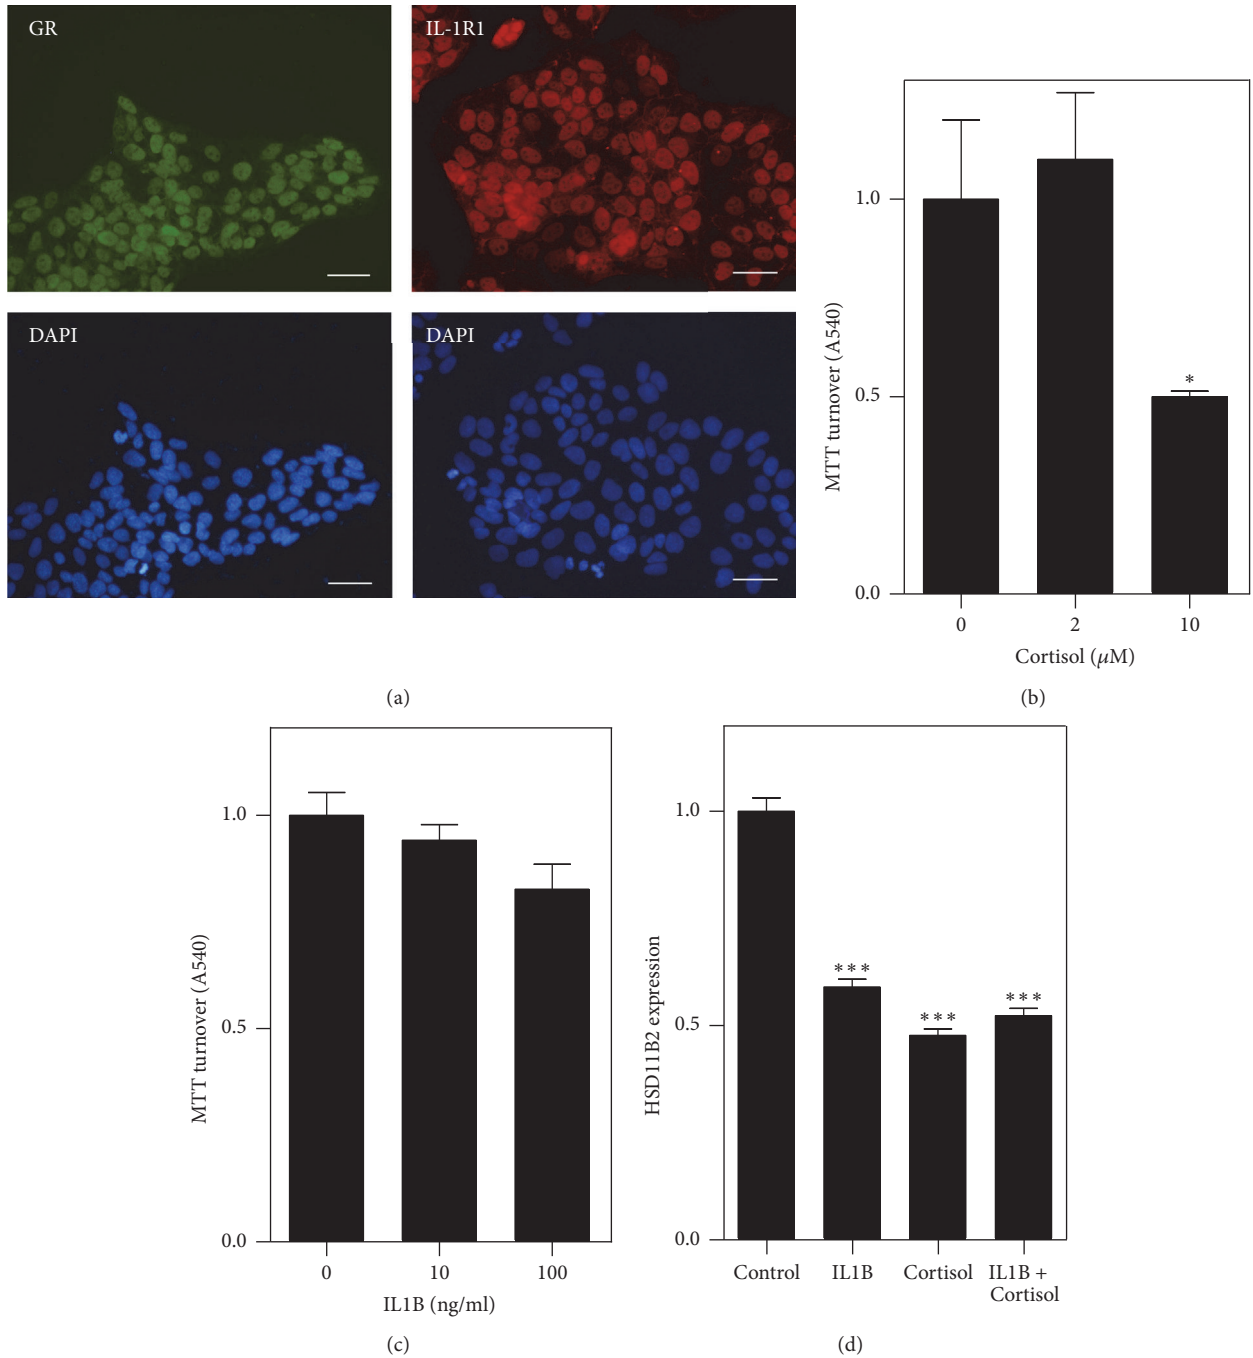 GR
IL-1R1
DAPI
DAPI
MTT turnover (A540)
1.0
0.5
0.0
*
0
2
10
Cortisol (μM)
(a)
(b)
MTT turnover (A540)
1.0
0.5
0.0
0
10
100
IL1B (ng/ml)
(c)
HSD11B2 expression
1.0
0.5
0.0
***
***
***
Control
IL1B
Cortisol
IL1B +
Cortisol
(d)